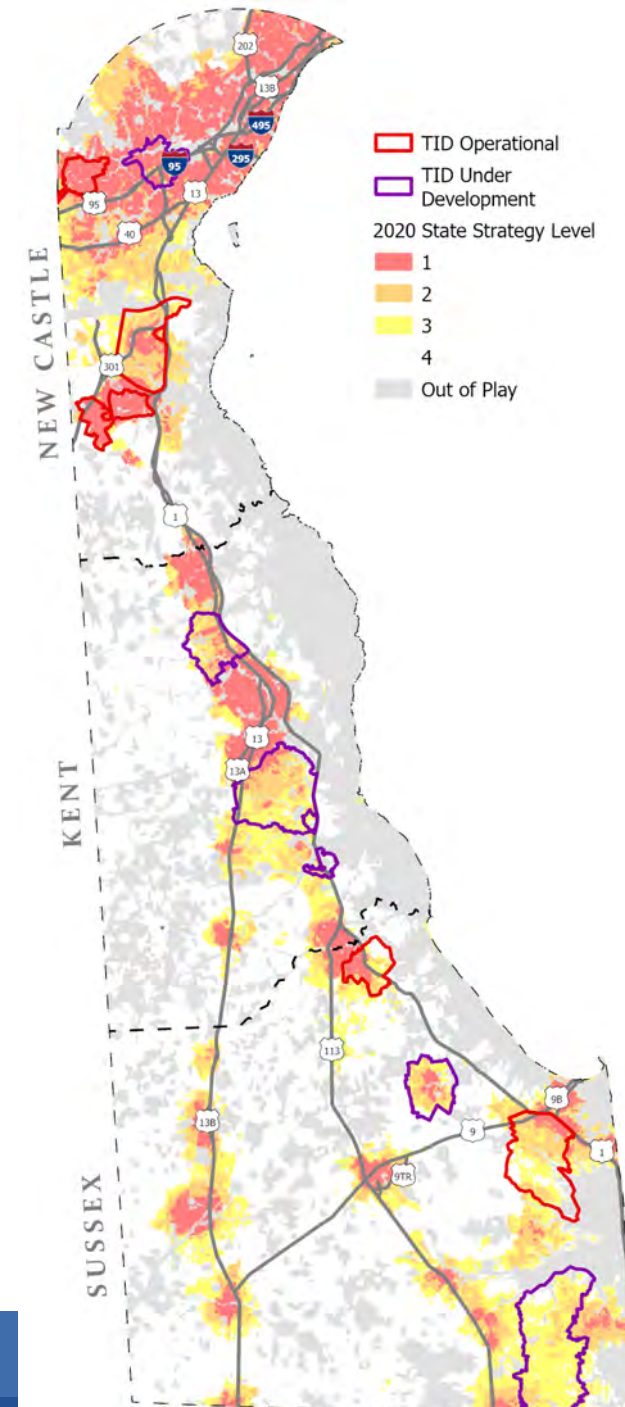 202
13B
495
95
295
95
13
40
TID Operational
TID Under
Development
2020 State Strategy Level
1
2
3
4
Out of Play
NEW CASTLE
301
1
KENT
13
13A
113
SUSSEX
13B
9
9B
1
9TR